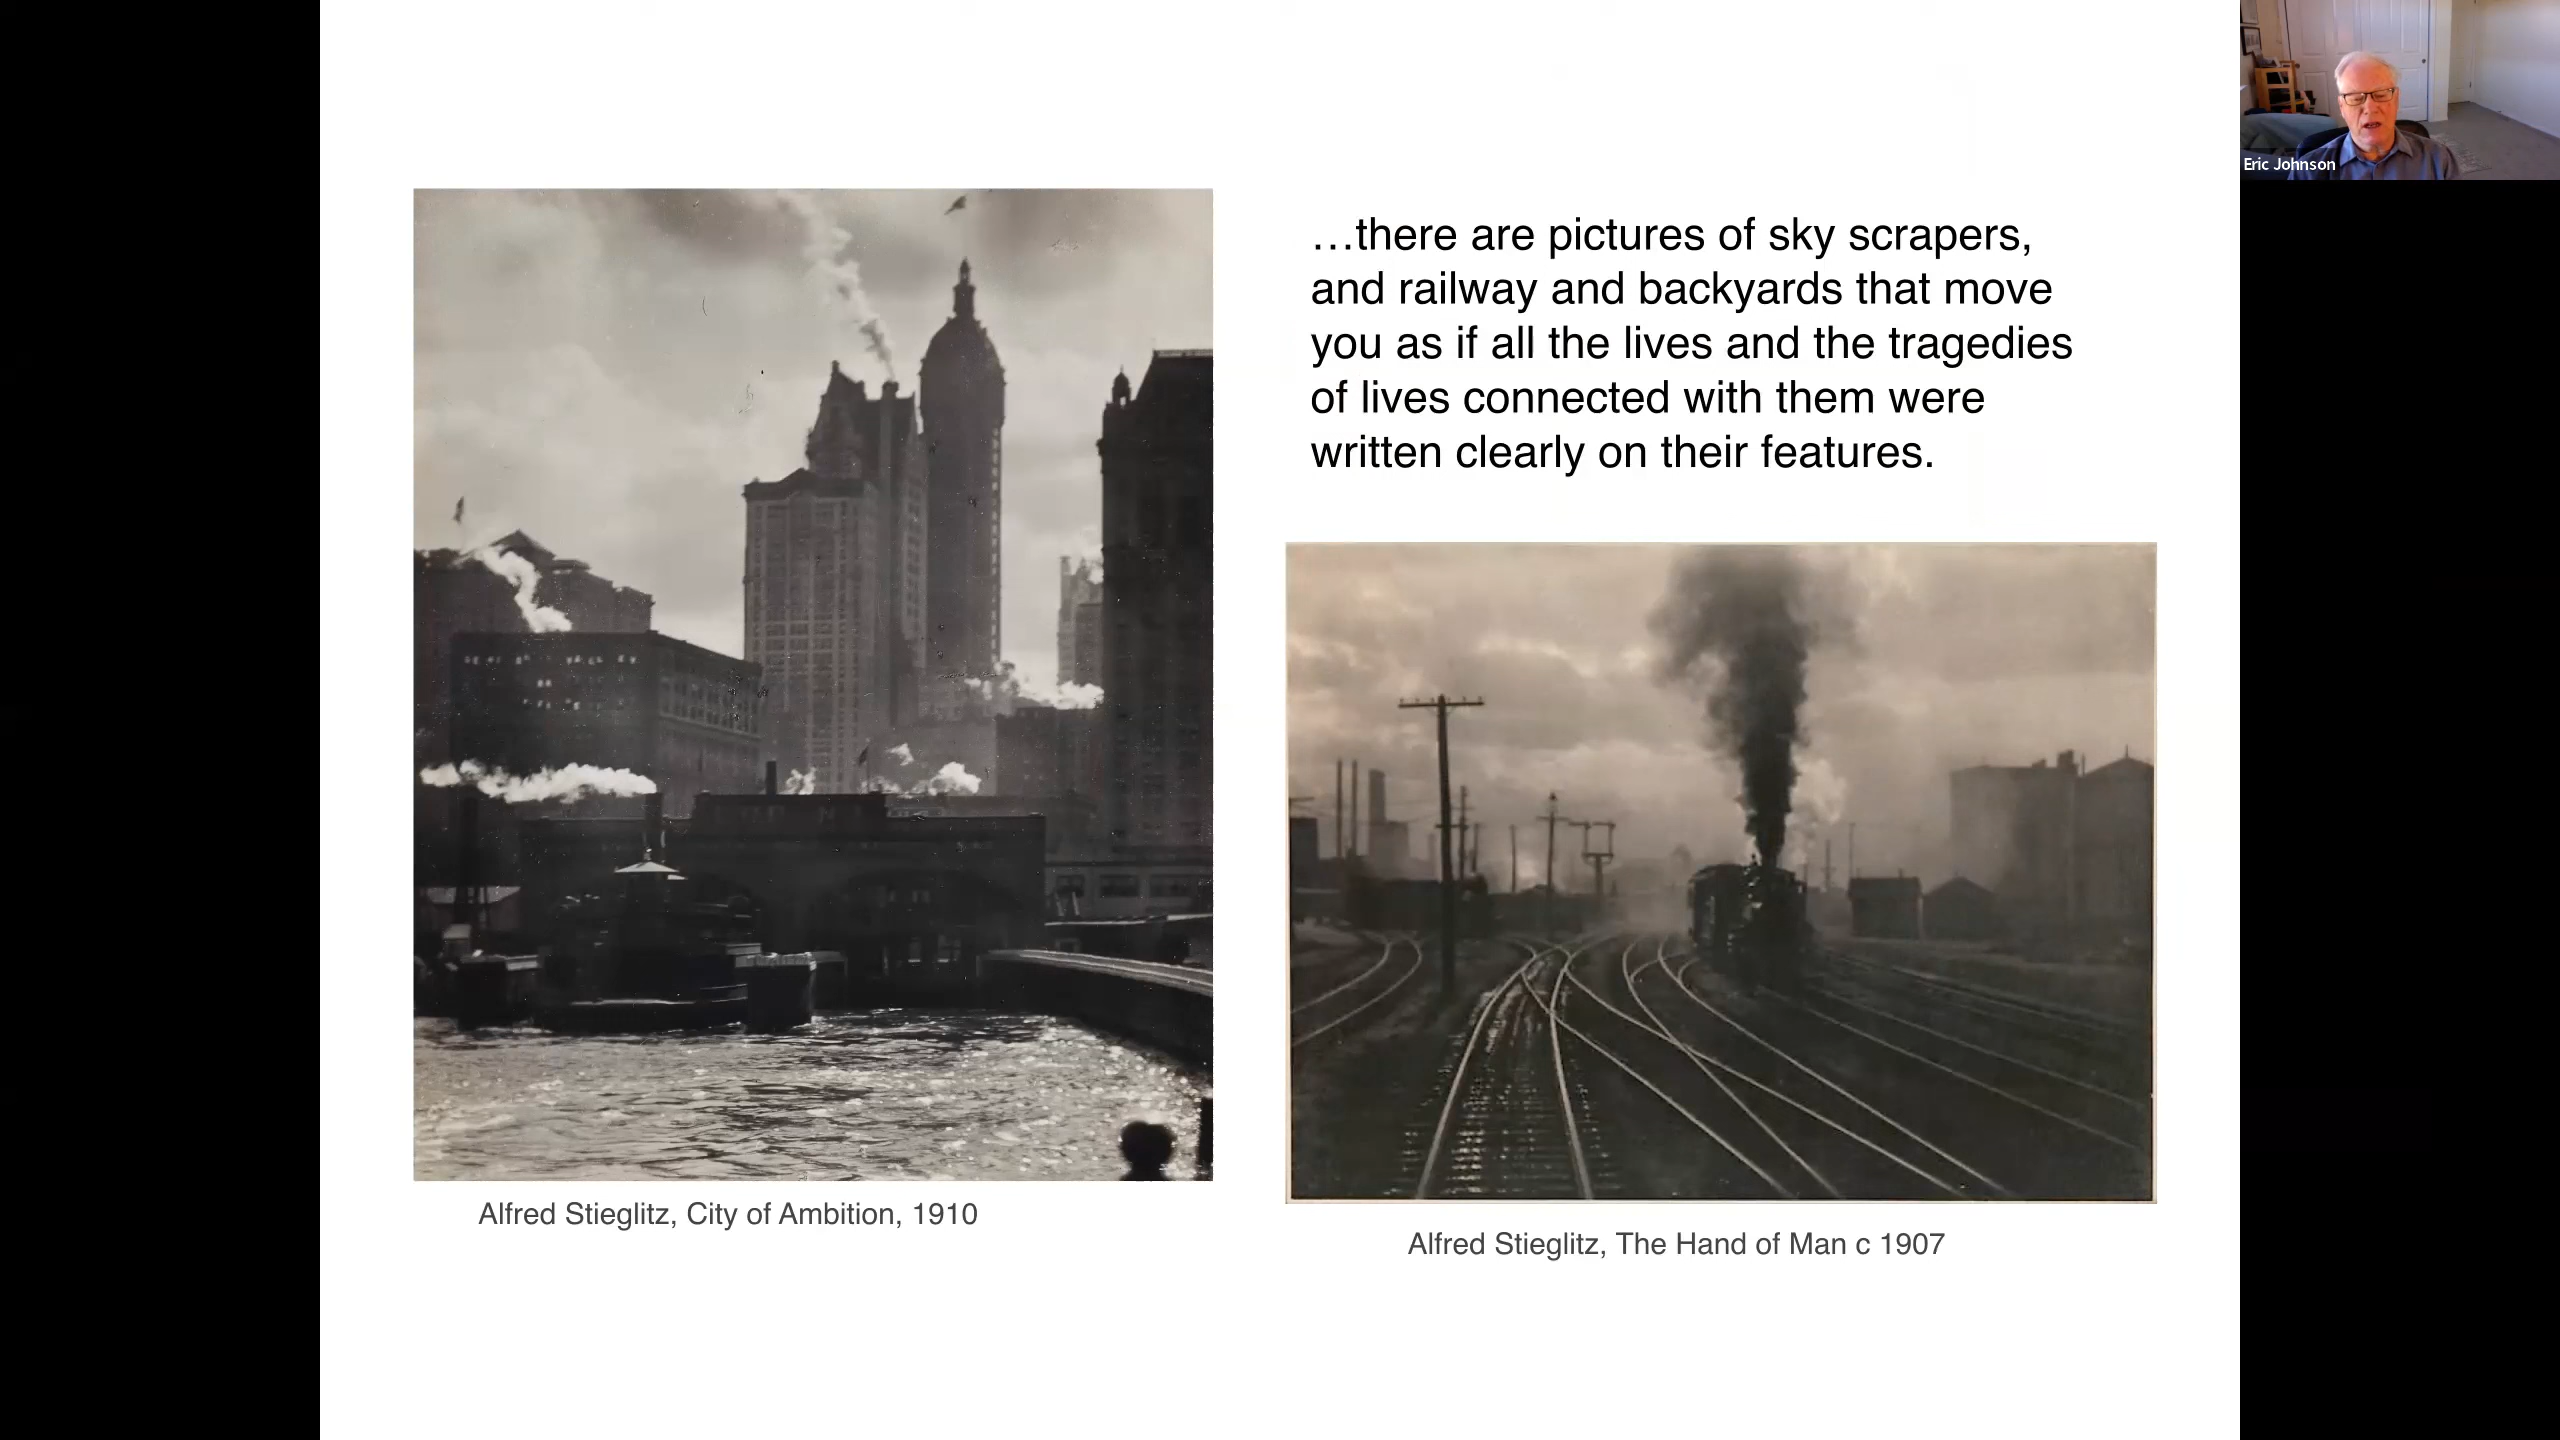 …there are pictures of sky scrapers,
and railway and backyards that move
you as if all the lives and the tragedies
of lives connected with them were
written clearly on their features.
Alfred Stieglitz, City of Ambition, 1910
Alfred Stieglitz, The Hand of Man c 1907
Eric Johnson